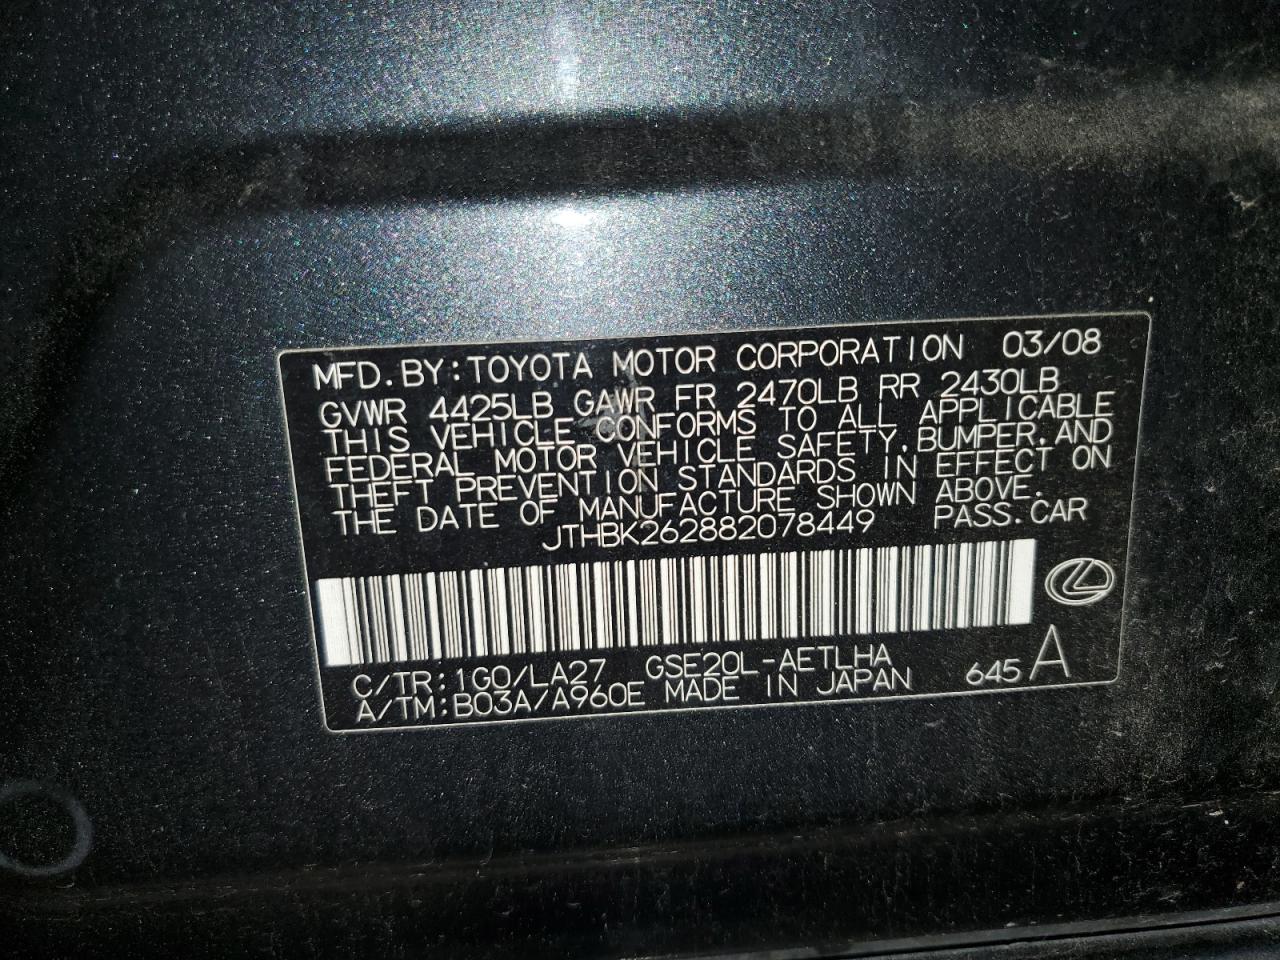 MFD.BY:TOYOTA MOTOR CORPORATION 03/08
GVWR 4425LB GAWR FR 2470LB RR 2430LB
THIS VEHICLE CONFORMS TO ALL APPLICABLE
FEDERAL MOTOR VEHICLE SAFETY,BUMPER,AND
THEFT PREVENTION STANDARDS IN EFFECT ON
THE DATE OF MANUFACTURE SHOWN ABOVE.
JTHBK262882078449 PASS.CAR
C/TR:1G0/LA27 GSE20L-AETLHA
A/TM:B03A/A960E MADE IN JAPAN 645 A